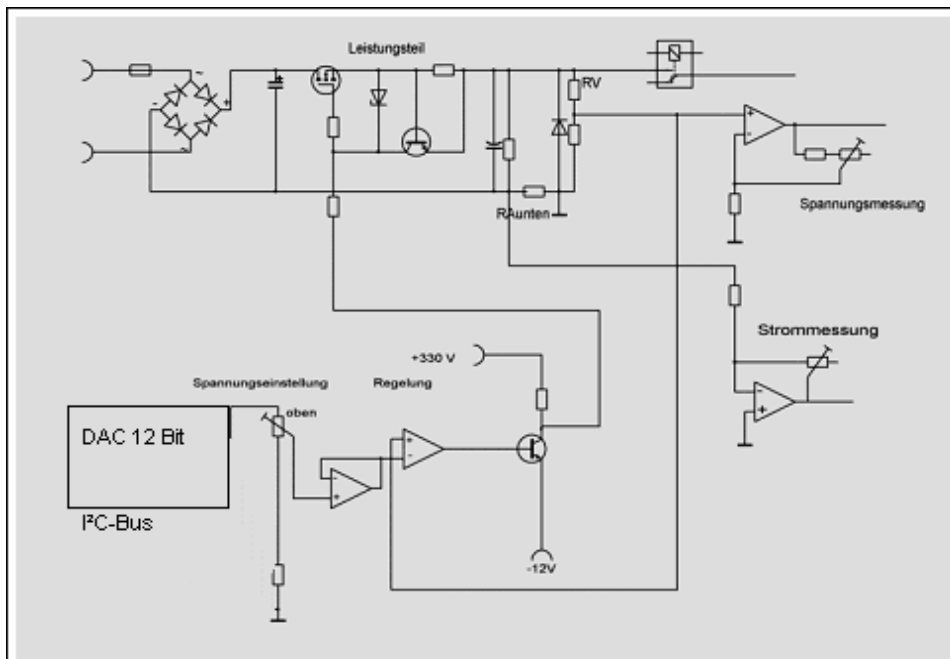 Leistungsteil
RV
RAunten
Spannungsmessung
Strommessung
+330 V
Spannungseinstellung
Regelung
oben
DAC 12 Bit
I²C-Bus
-12V